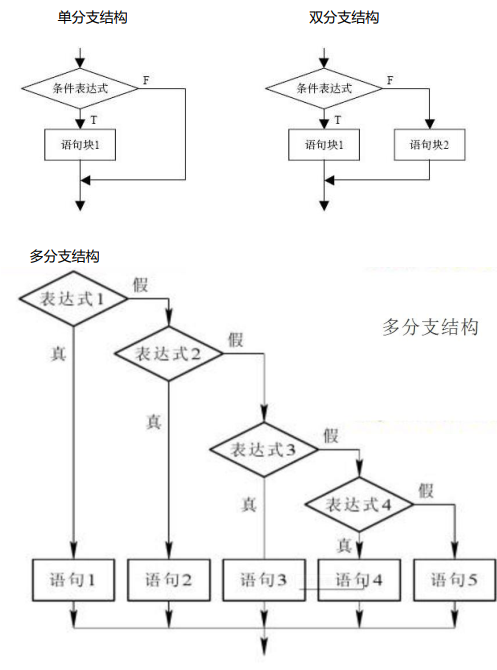 单分支结构
双分支结构
条件表达式
F
T
语句块1
条件表达式
F
T
语句块1
语句块2
多分支结构
多分支结构
表达式1
假
真
表达式2
假
真
表达式3
假
真
表达式4
假
真
语句1
语句2
语句3
语句4
语句5